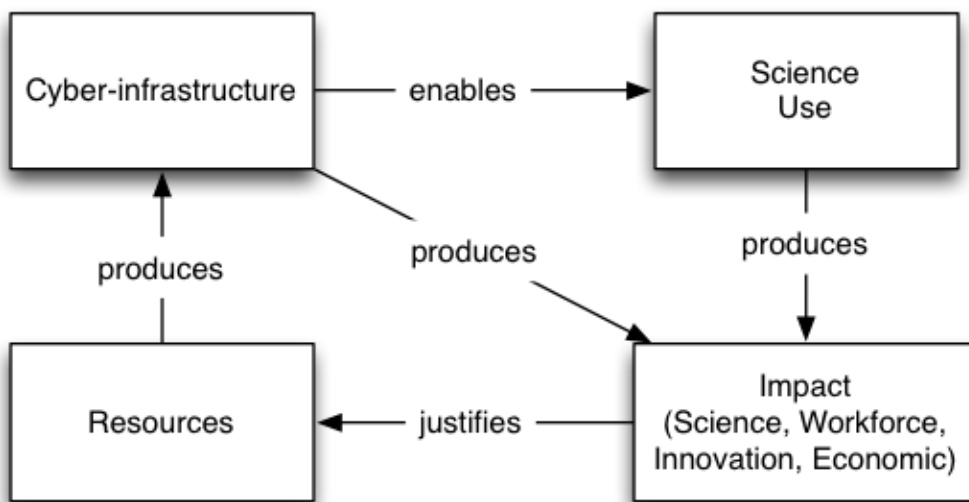 Cyber-infrastructure
enables
Science
Use
produces
produces
produces
Resources
justifies
Impact
(Science, Workforce,
Innovation, Economic)